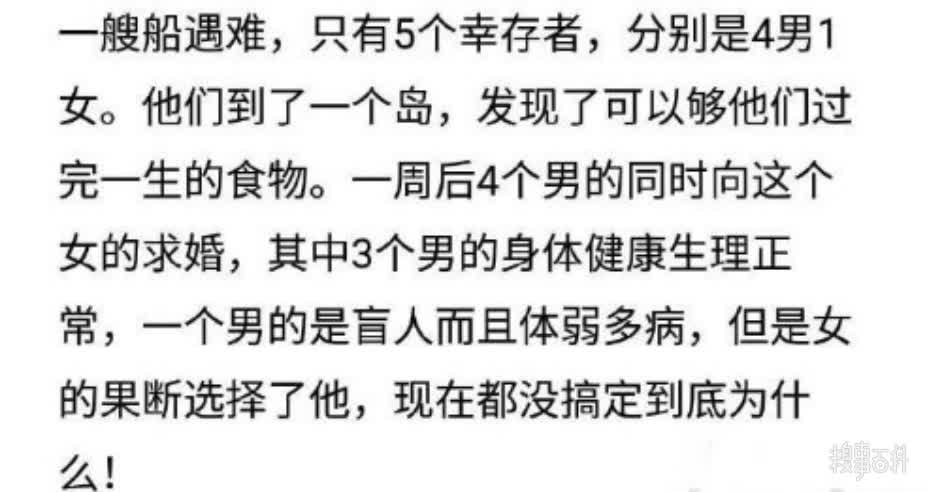 一艘船遇难，只有5个幸存者，分别是4男1
女。他们到了一个岛，发现了可以够他们过
完一生的食物。一周后4个男的同时向这个
女的求婚，其中3个男的身体健康生理正
常，一个男的是盲人而且体弱多病，但是女
的果断选择了他，现在都没搞定到底为什
么！
糗事百科